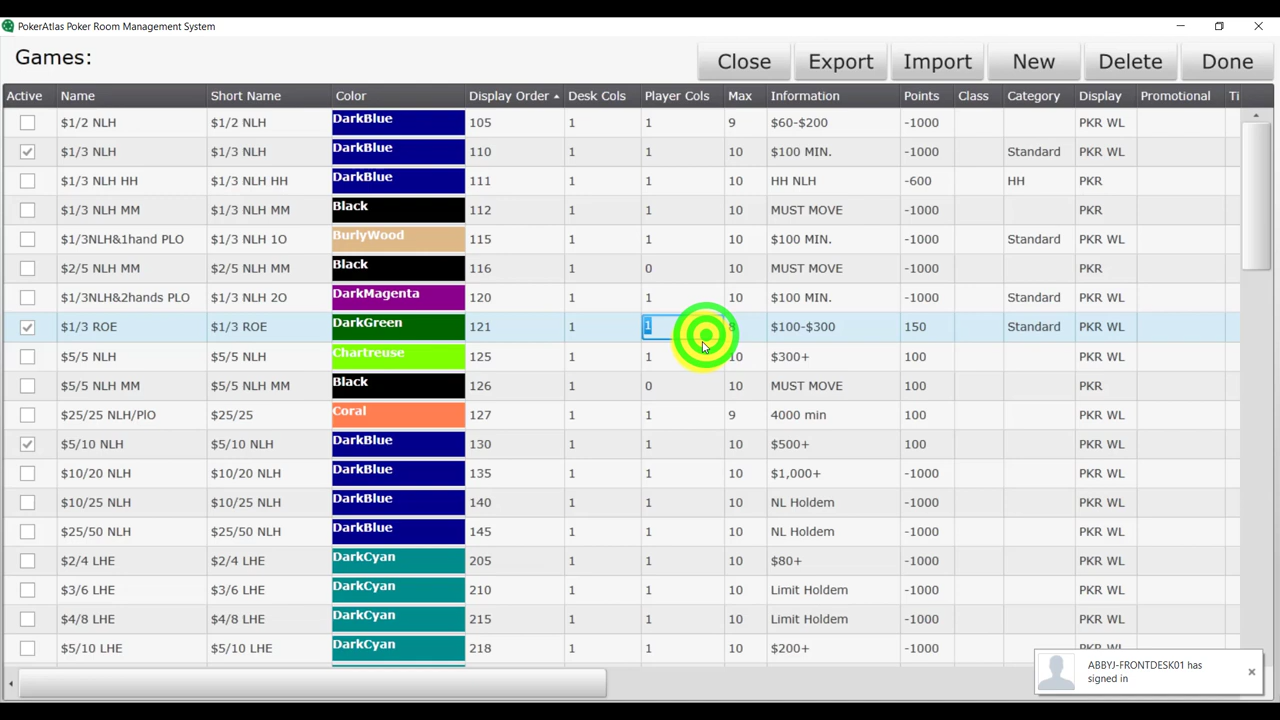 PokerAtlas Poker Room Management System
Games:
Close Export Import New Delete Done
Active Name Short Name Color Display Order Desk Cols Player Cols Max Information Points Class Category Display Promotional Ti
$1/2 NLH $1/2 NLH DarkBlue 105 1 1 9 $60-$200 -1000 PKR WL
$1/3 NLH $1/3 NLH DarkBlue 110 1 1 10 $100 MIN. -1000 Standard PKR WL
$1/3 NLH HH $1/3 NLH HH DarkBlue 111 1 1 10 HH NLH -600 HH PKR
$1/3 NLH MM $1/3 NLH MM Black 112 1 1 10 MUST MOVE -1000 PKR
$1/3NLH&1hand PLO $1/3 NLH 1O BurlyWood 115 1 1 10 $100 MIN. -1000 Standard PKR WL
$2/5 NLH MM $2/5 NLH MM Black 116 1 0 10 MUST MOVE -1000 PKR
$1/3NLH&2hands PLO $1/3 NLH 2O DarkMagenta 120 1 1 10 $100 MIN. -1000 Standard PKR WL
$1/3 ROE $1/3 ROE DarkGreen 121 1 1 8 $100-$300 150 Standard PKR WL
$5/5 NLH $5/5 NLH Chartreuse 125 1 1 10 $300+ 100 PKR WL
$5/5 NLH MM $5/5 NLH MM Black 126 1 0 10 MUST MOVE 100 PKR
$25/25 NLH/PlO $25/25 Coral 127 1 1 9 4000 min 100 PKR WL
$5/10 NLH $5/10 NLH DarkBlue 130 1 1 10 $500+ 100 PKR WL
$10/20 NLH $10/20 NLH DarkBlue 135 1 1 10 $1,000+ -1000 PKR WL
$10/25 NLH $10/25 NLH DarkBlue 140 1 1 10 NL Holdem -1000 PKR WL
$25/50 NLH $25/50 NLH DarkBlue 145 1 1 10 NL Holdem -1000 PKR WL
$2/4 LHE $2/4 LHE DarkCyan 205 1 1 10 $80+ -1000 PKR WL
$3/6 LHE $3/6 LHE DarkCyan 210 1 1 10 Limit Holdem -1000 PKR WL
$4/8 LHE $4/8 LHE DarkCyan 215 1 1 10 Limit Holdem -1000 PKR WL
$5/10 LHE $5/10 LHE DarkCyan 218 1 1 10 $200+ -1000 PKR WL
ABBYJ-FRONTDESK01 has
signed in